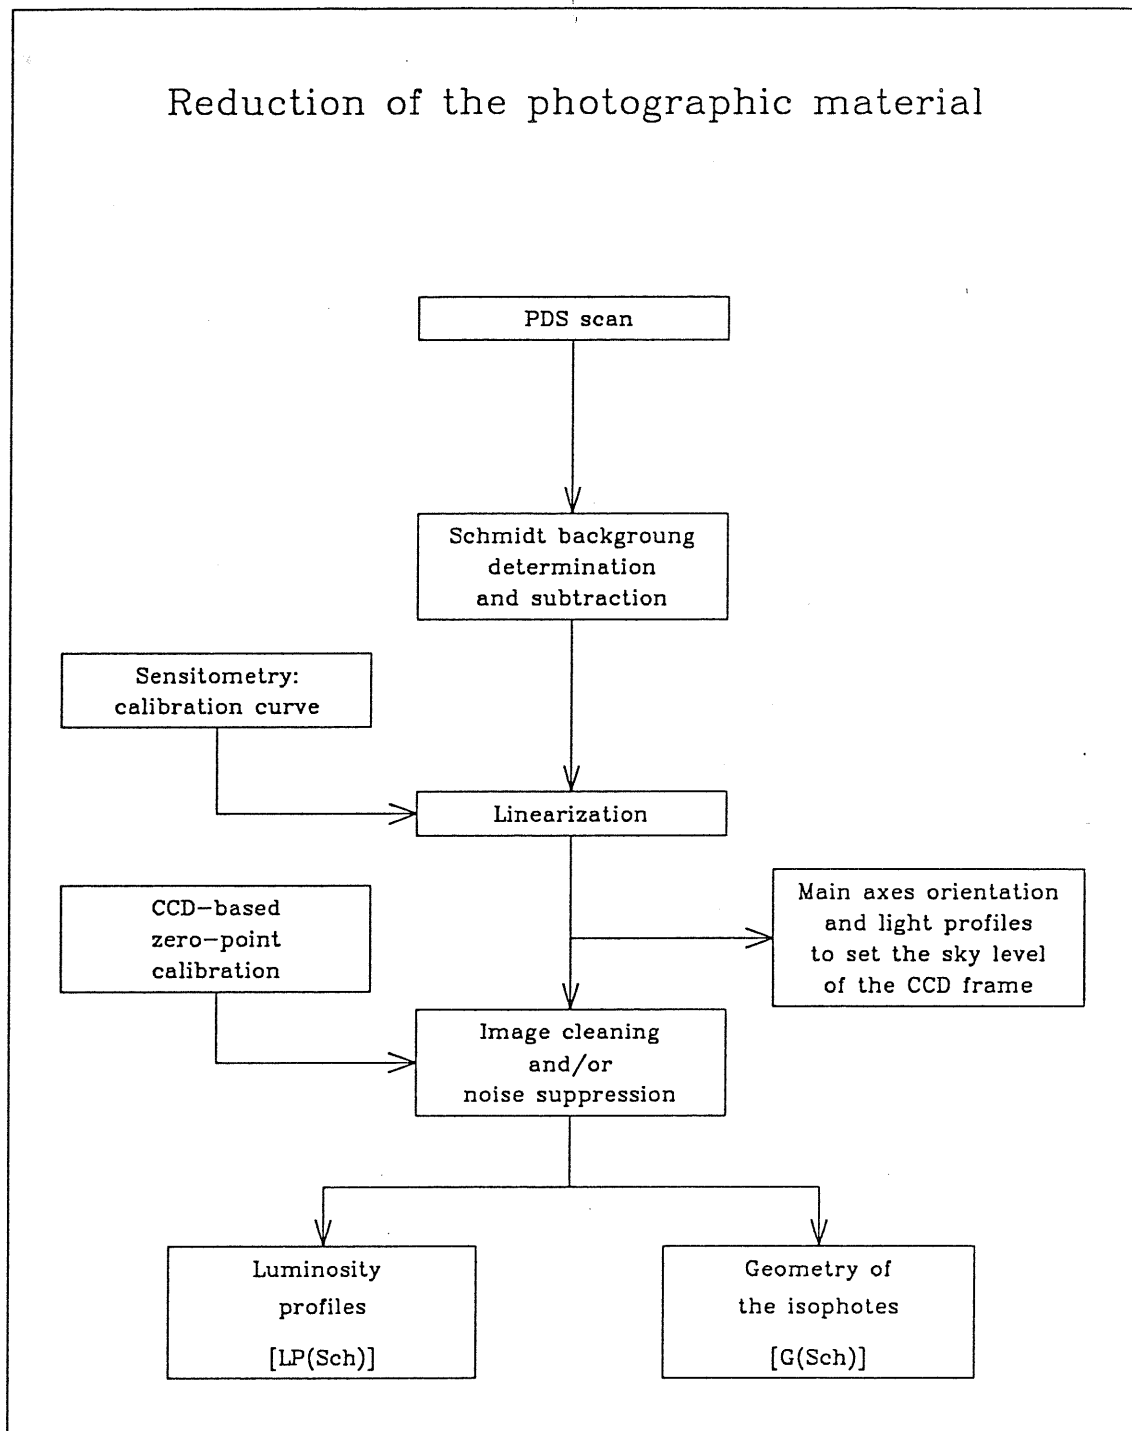 Reduction of the photographic material
PDS scan
Schmidt backgroung
determination
and subtraction
Sensitometry:
calibration curve
Linearization
CCD-based
zero-point
calibration
Main axes orientation
and light profiles
to set the sky level
of the CCD frame
Image cleaning
and/or
noise suppression
Luminosity
profiles
[LP(Sch)]
Geometry of
the isophotes
[G(Sch)]